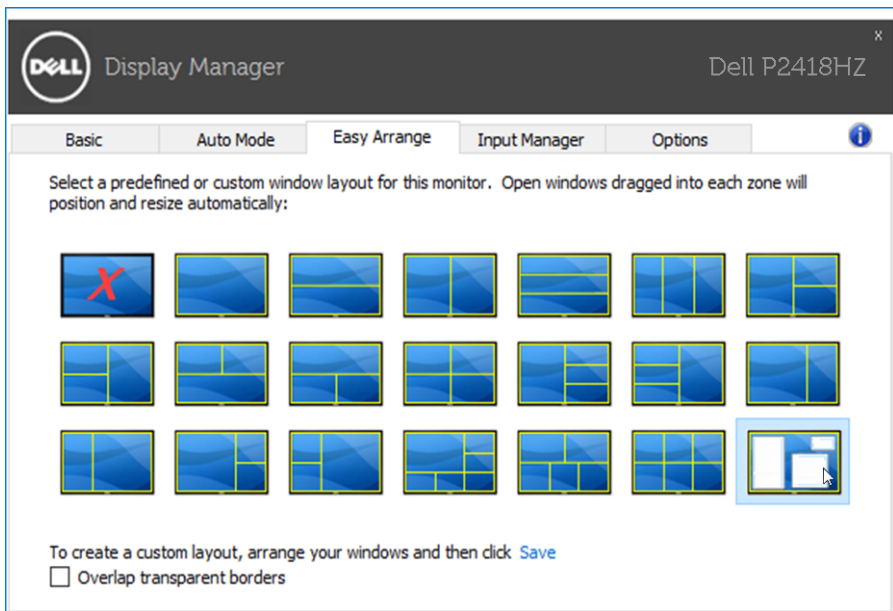 DELL Display Manager
x
Dell P2418HZ
Basic Auto Mode Easy Arrange Input Manager Options
Select a predefined or custom window layout for this monitor. Open windows dragged into each zone will
position and resize automatically:
X
To create a custom layout, arrange your windows and then click Save
Overlap transparent borders